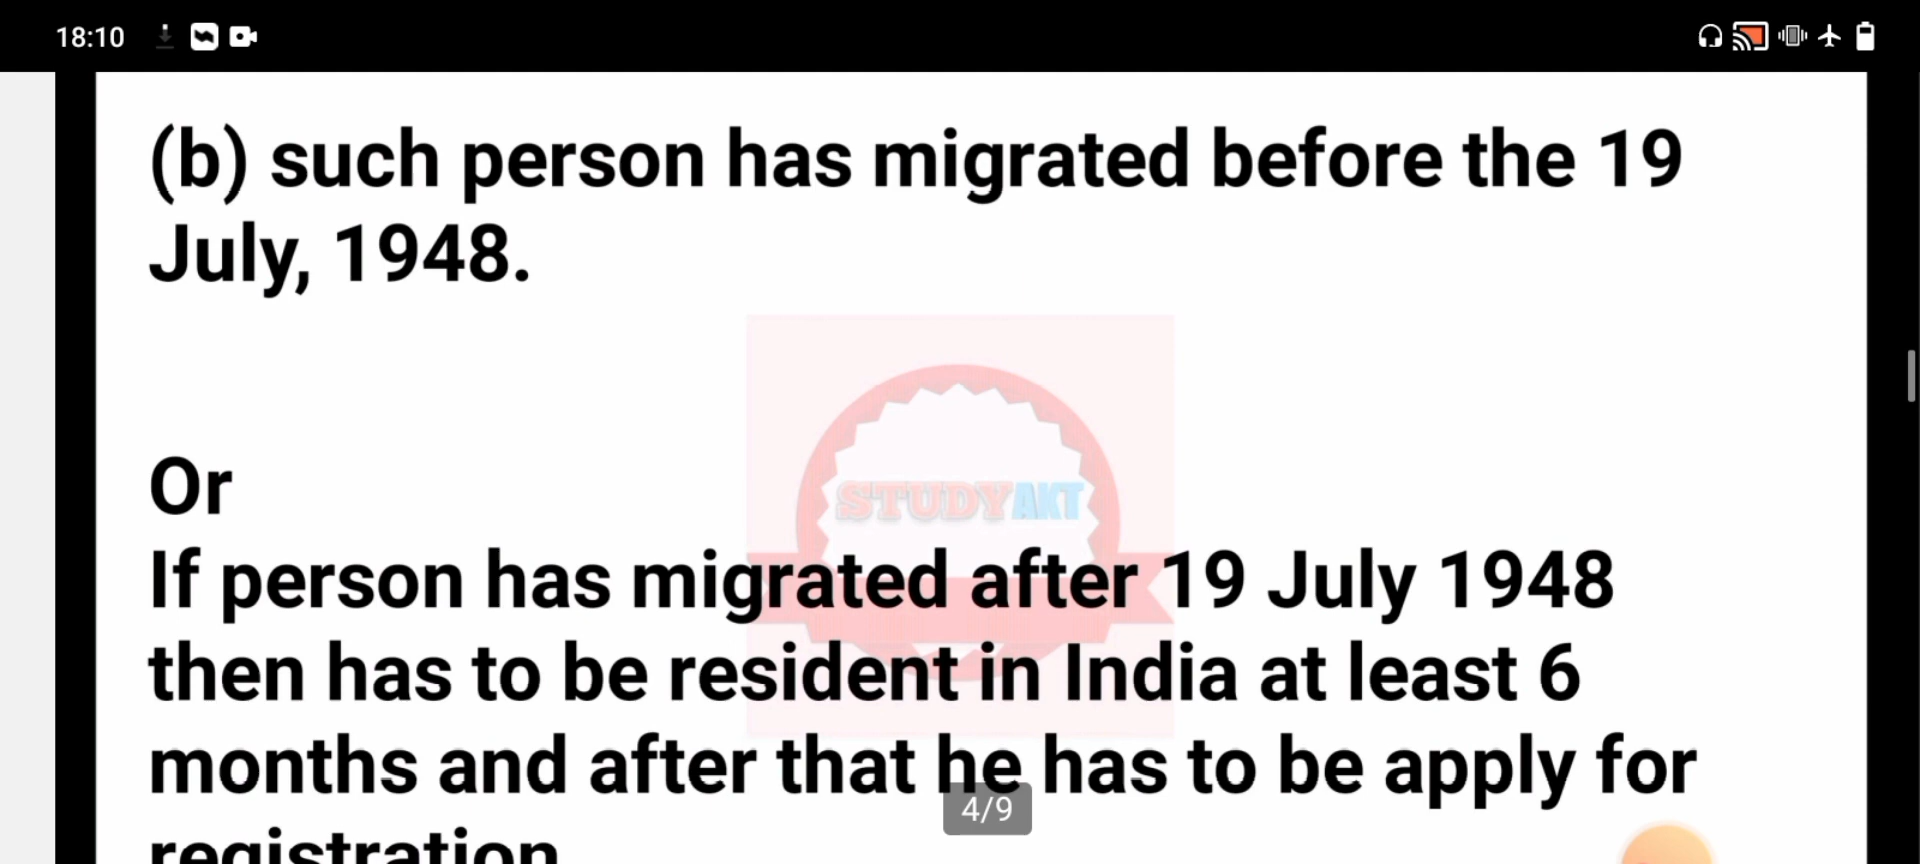 18:10
(b) such person has migrated before the 19
July, 1948.
STUDYAKT
Or
If person has migrated after 19 July 1948
then has to be resident in India at least 6
months and after that he has to be apply for
4/9
registration